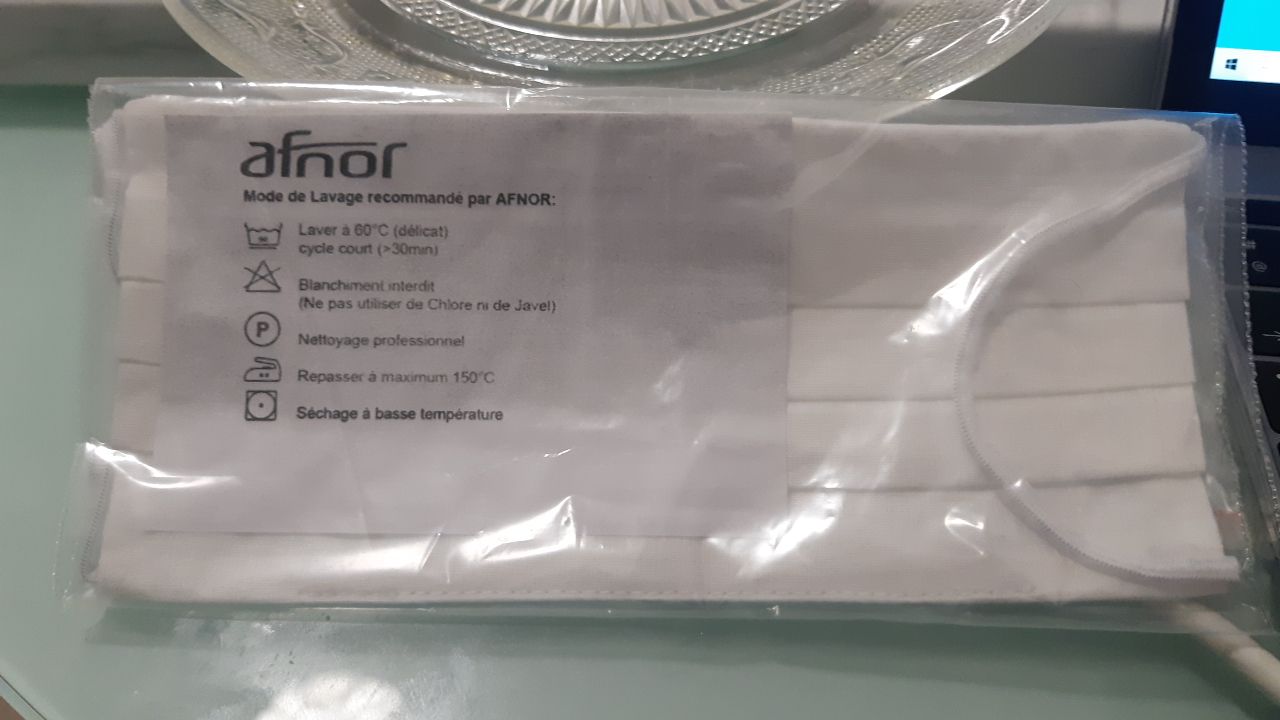 afnor
Mode de Lavage recommandé par AFNOR:
Laver à 60°C (délicat)
cycle court (>30min)
Blanchiment interdit
(Ne pas utiliser de Chlore ni de Javel)
P
Nettoyage professionnel
Repasser à maximum 150°C
Séchage à basse température